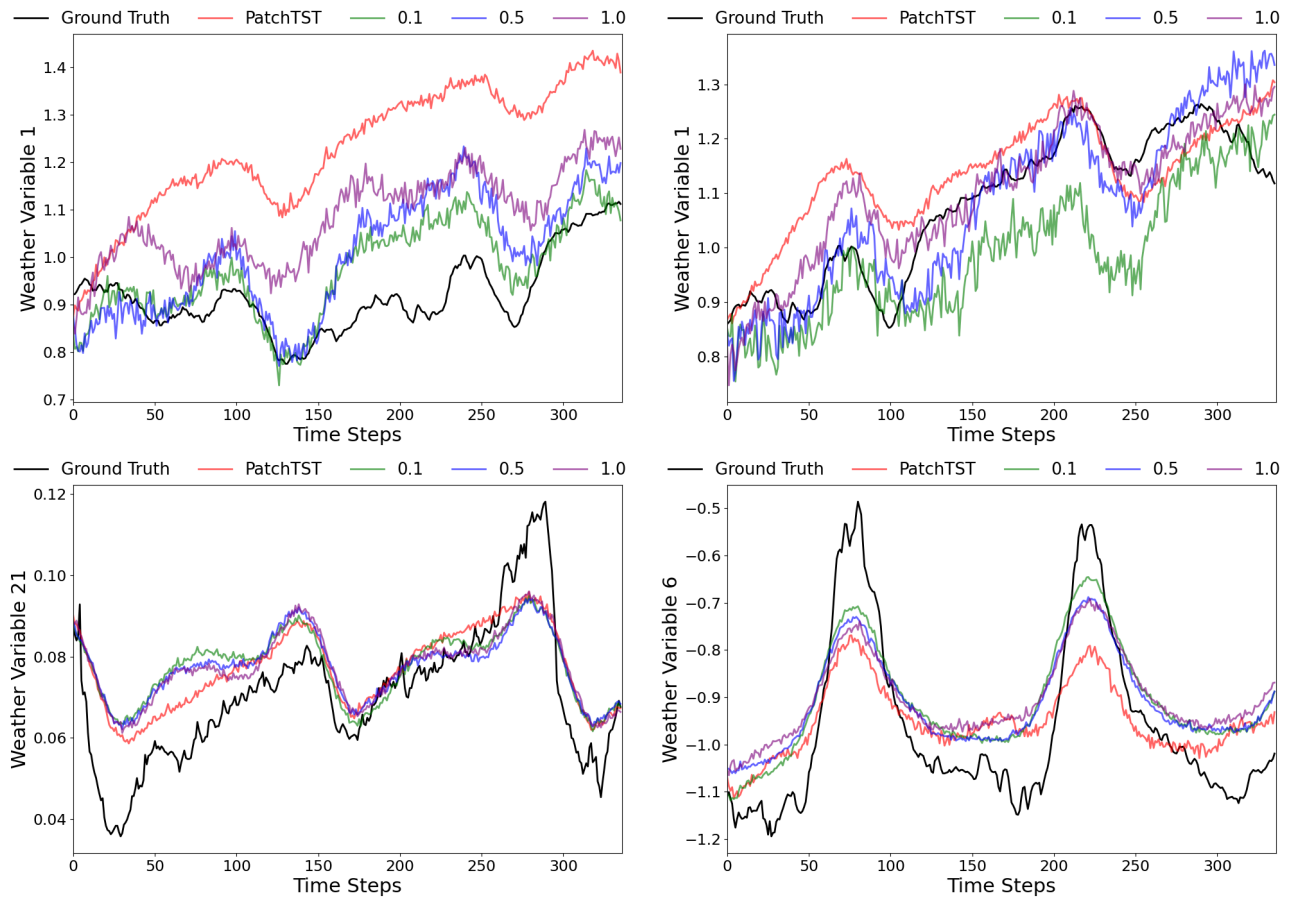 Ground Truth PatchTST 0.1 0.5 1.0
Ground Truth PatchTST 0.1 0.5 1.0
Weather Variable 1
1.4
1.3
1.2
1.1
1.0
0.9
0.8
0.7
0 50 100 150 200 250 300
Time Steps
Weather Variable 1
1.3
1.2
1.1
1.0
0.9
0.8
0 50 100 150 200 250 300
Time Steps
Ground Truth PatchTST 0.1 0.5 1.0
Ground Truth PatchTST 0.1 0.5 1.0
Weather Variable 21
0.12
0.10
0.08
0.06
0.04
0 50 100 150 200 250 300
Time Steps
Weather Variable 6
−0.5
−0.6
−0.7
−0.8
−0.9
−1.0
−1.1
−1.2
0 50 100 150 200 250 300
Time Steps